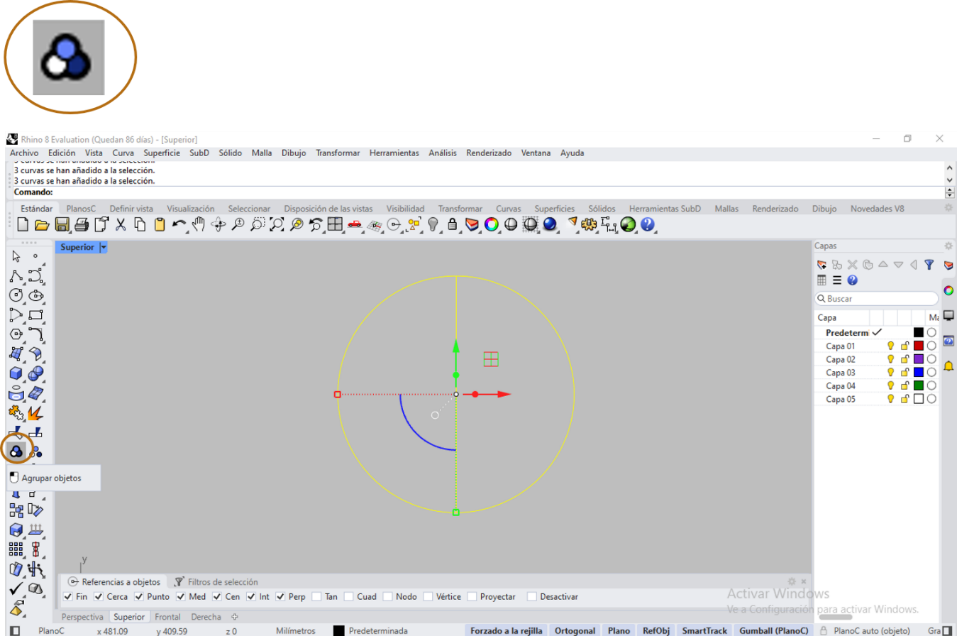 Rhino 8 Evaluation (Quedan 86 días) - [Superior]
Archivo Edición Vista Curva Superficie SubD Sólido Malla Dibujo Transformar Herramientas Análisis Renderizado Ventana Ayuda
3 curvas se han añadido a la selección.
3 curvas se han añadido a la selección.
3 curvas se han añadido a la selección.
Comando:
Estándar PlanosC Definir vista Visualización Seleccionar Disposición de las vistas Visibilidad Transformar Curvas Superficies Sólidos Herramientas SubD Mallas Renderizado Dibujo Novedades V8
Superior
Capas
Buscar
Capa Ma
Predeterm
Capa 01
Capa 02
Capa 03
Capa 04
Capa 05
Agrupar objetos
y
Referencias a objetos Filtros de selección
Fin Cerca Punto Med Cen Int Perp Tan Cuad Nodo Vértice Proyectar Desactivar
Activar Windows
Ve a Configuración para activar Windows.
Perspectiva Superior Frontal Derecha
PlanoC x 481.09 y 409.59 z 0 Milímetros Predeterminada Forzado a la rejilla Ortogonal Plano RefObj SmartTrack Gumball (PlanoC) PlanoC auto (objeto) Gra